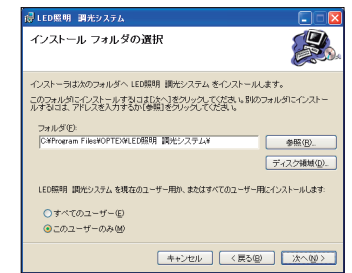 LED照明 調光システム
インストール フォルダの選択
インストーラは次のフォルダへ LED照明 調光システム をインストールします。
このフォルダにインストールするには[次へ]をクリックしてください。別のフォルダにインストー
ルするには、アドレスを入力するか[参照]をクリックしてください。
フォルダ(F):
C:¥Program Files¥OPTEX¥LED照明 調光システム¥
参照(R)...
ディスク領域(D)...
LED照明 調光システム を現在のユーザー用か、またはすべてのユーザー用にインストールします:
すべてのユーザー(E)
このユーザーのみ(M)
キャンセル
< 戻る(B)
次へ(N) >